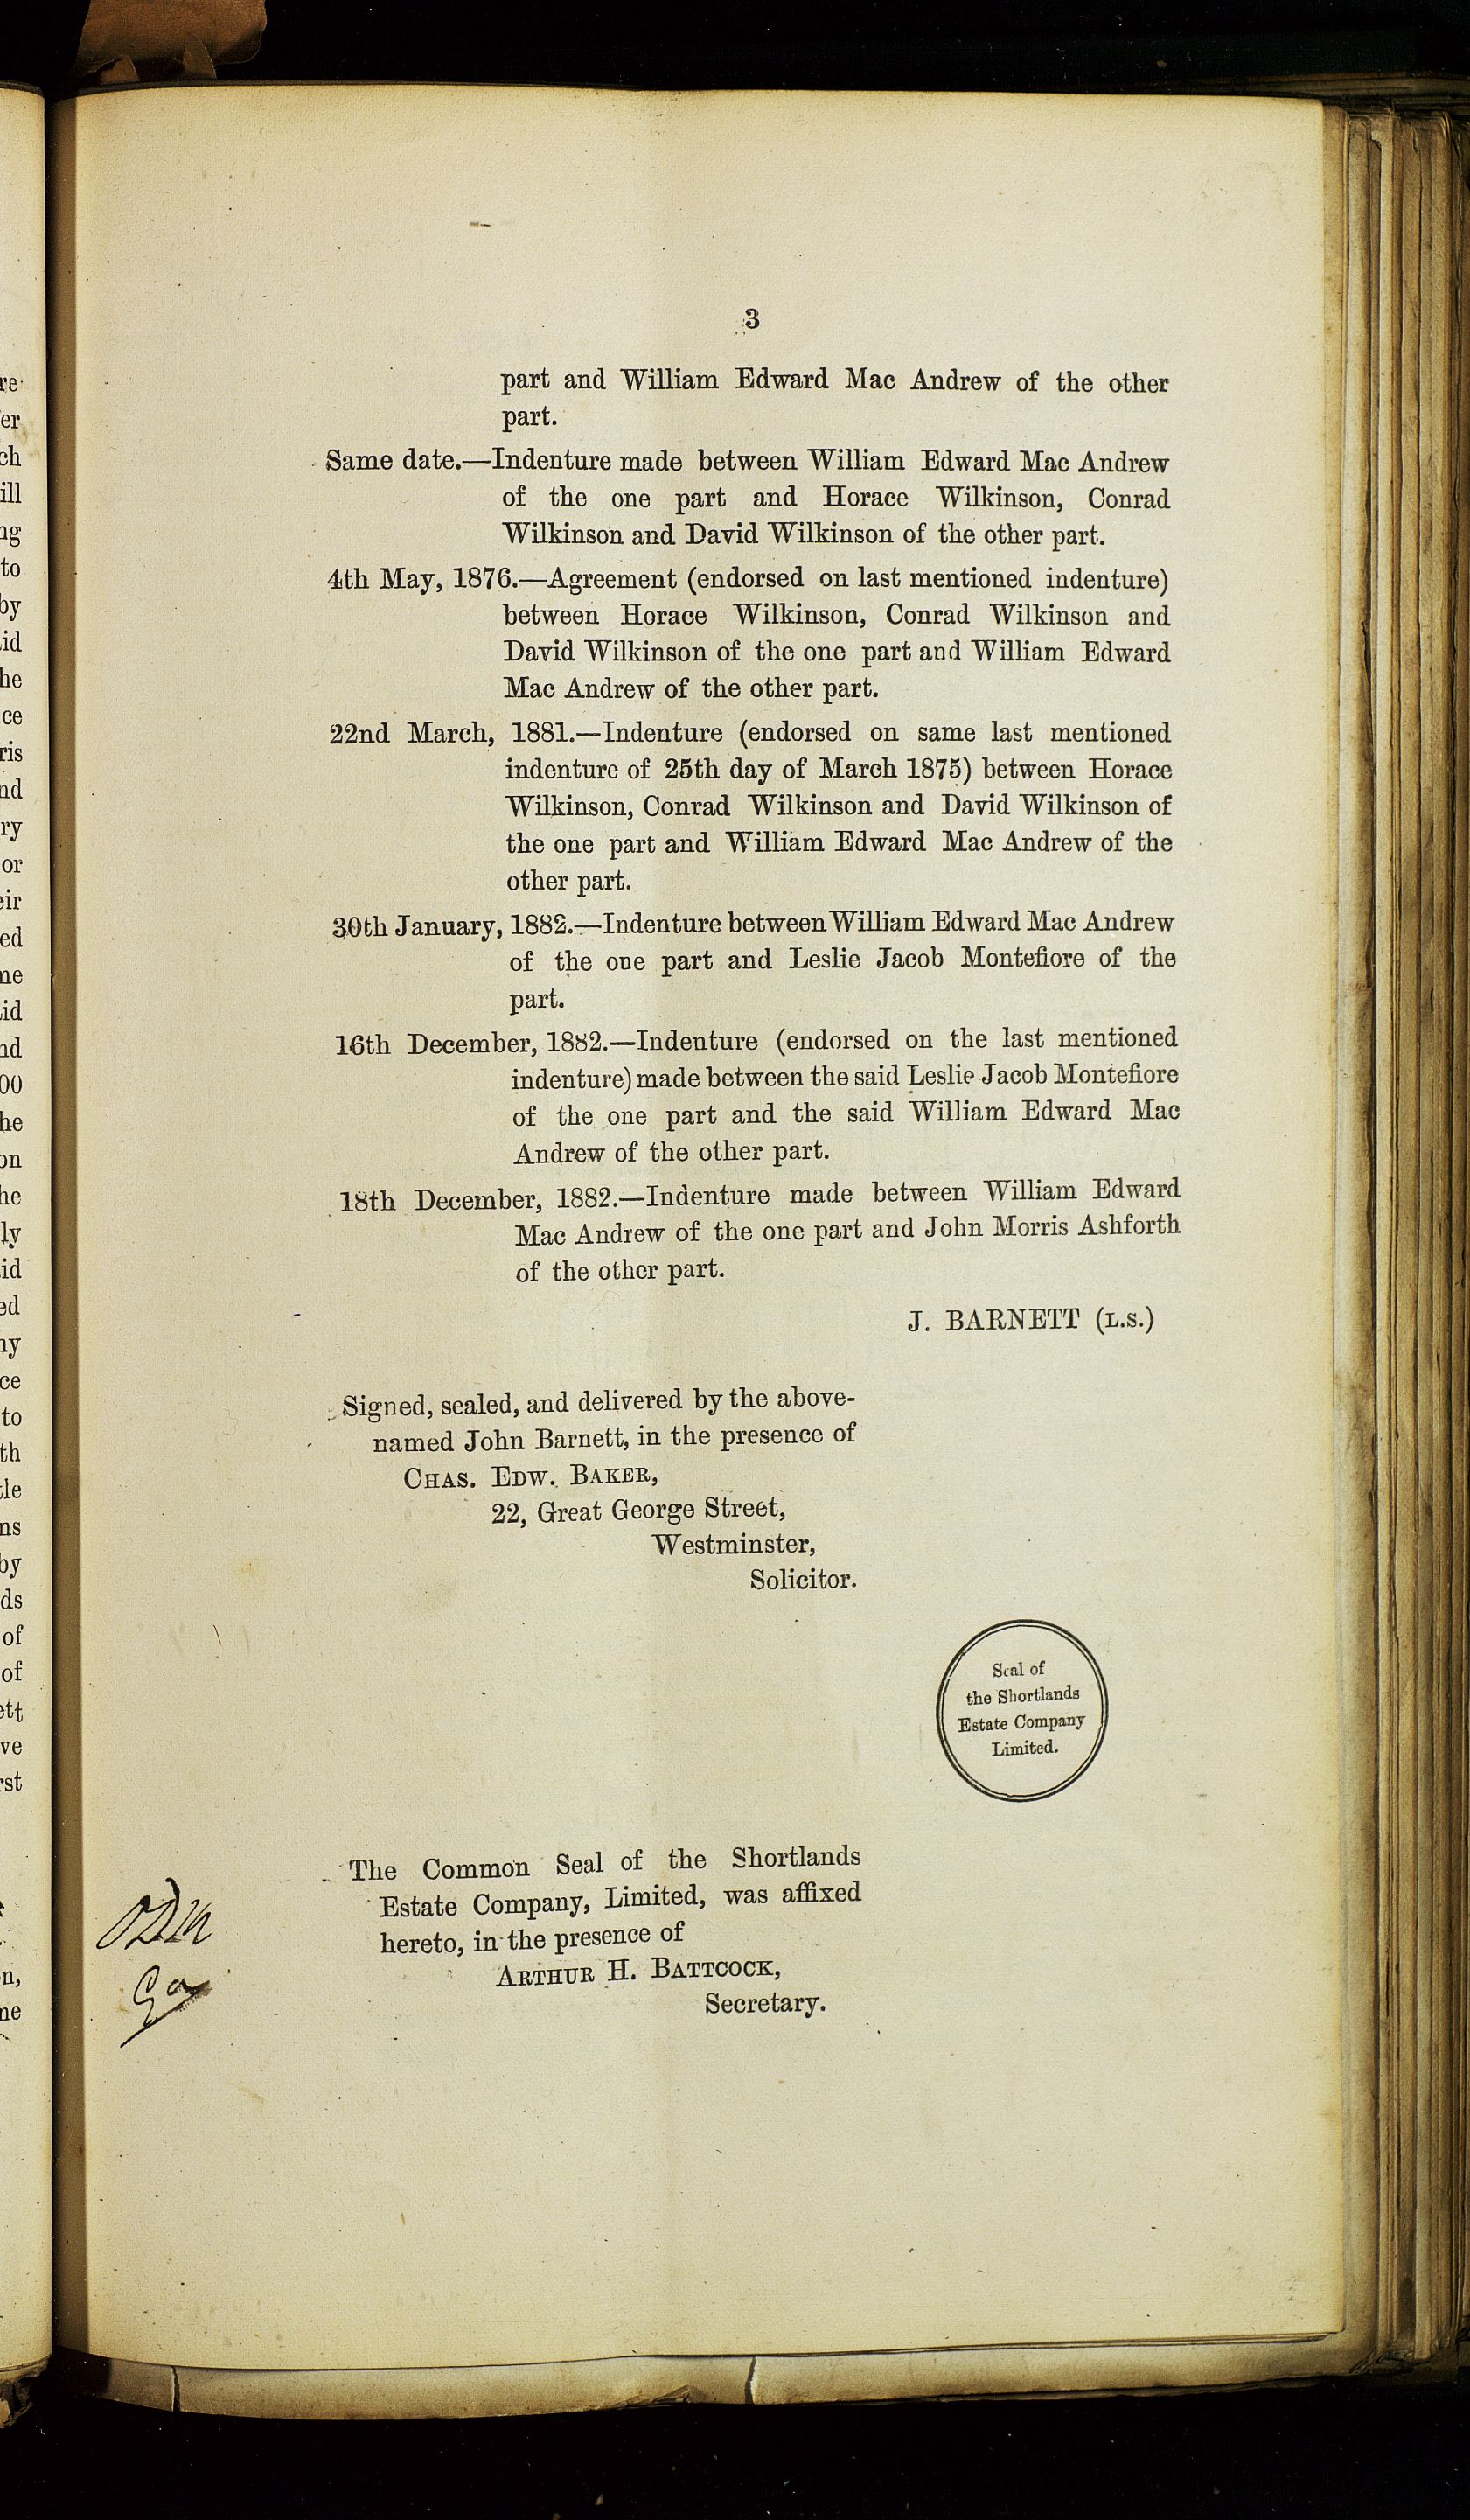 3
part and William Edward Mac Andrew of the other
part.
Same date.—Indenture made between William Edward Mac Andrew
of the one part and Horace Wilkinson, Conrad
Wilkinson and David Wilkinson of the other part.
4th May, 1876.—Agreement (endorsed on last mentioned indenture)
between Horace Wilkinson, Conrad Wilkinson and
David Wilkinson of the one part and William Edward
Mac Andrew of the other part.
22nd March, 1881.—Indenture (endorsed on same last mentioned
indenture of 25th day of March 1875) between Horace
Wilkinson, Conrad Wilkinson and David Wilkinson of
the one part and William Edward Mac Andrew of the
other part.
30th January, 1882.—Indenture between William Edward Mac Andrew
of the one part and Leslie Jacob Montefiore of the
part.
16th December, 1882.—Indenture (endorsed on the last mentioned
indenture) made between the said Leslie Jacob Montefiore
of the one part and the said William Edward Mac
Andrew of the other part.
18th December, 1882.—Indenture made between William Edward
Mac Andrew of the one part and John Morris Ashforth
of the other part.
J. BARNETT (L.S.)
Signed, sealed, and delivered by the above-
named John Barnett, in the presence of
CHAS. EDW. BAKER,
22, Great George Street,
Westminster,
Solicitor.
Seal of
the Shortlands
Estate Company
Limited.
The Common Seal of the Shortlands
Estate Company, Limited, was affixed
hereto, in the presence of
ARTHUR H. BATTCOCK,
Secretary.